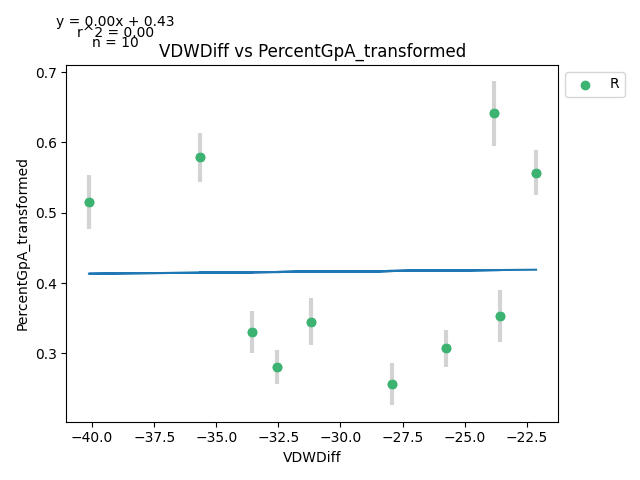 y = 0.00x + 0.43
r^2 = 0.00
n = 10
VDWDiff vs PercentGpA_transformed
R
0.7
0.6
0.5
0.4
0.3
PercentGpA_transformed
−40.0 −37.5 −35.0 −32.5 −30.0 −27.5 −25.0 −22.5
VDWDiff